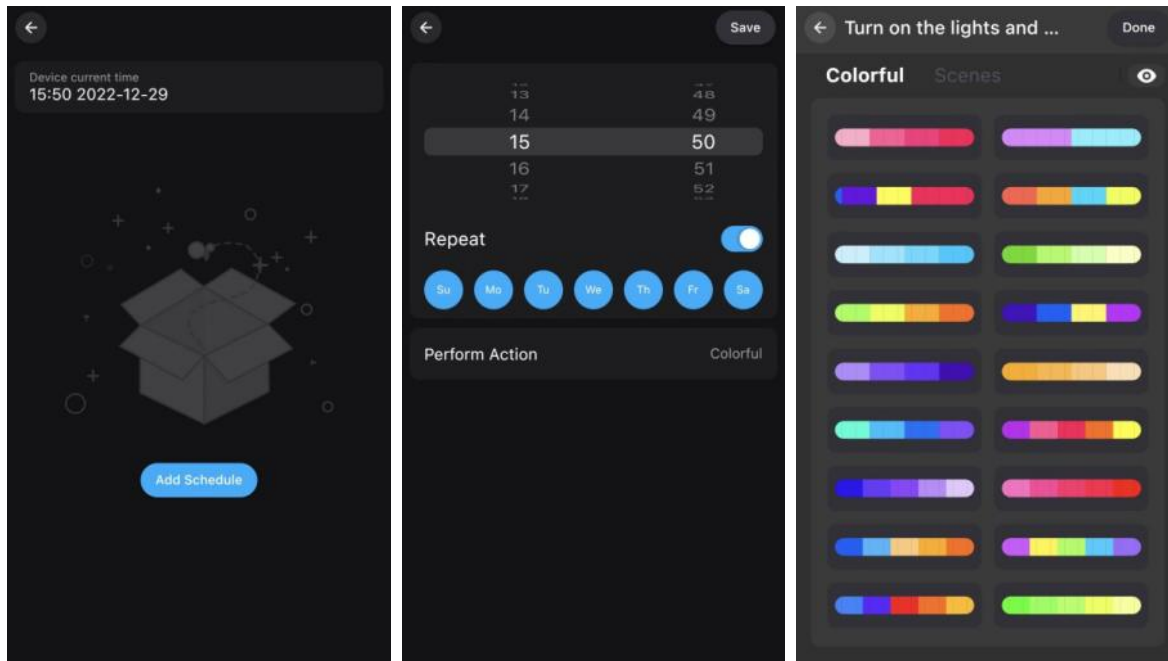 Device current time
15:50 2022-12-29
Add Schedule
Save
13 48
14 49
15 50
16 51
17 52
Repeat
Su Mo Tu We Th Fr Sa
Perform Action Colorful
Turn on the lights and ... Done
Colorful Scenes